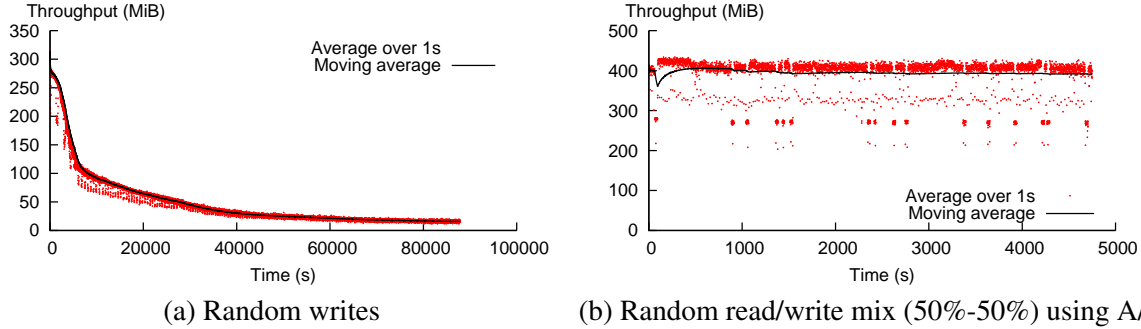 Throughput (MiB)
350
300
250
200
150
100
50
0
0 20000 40000 60000 80000 100000
Time (s)
Average over 1s
Moving average
(a) Random writes
Throughput (MiB)
500
400
300
200
100
0
0 1000 2000 3000 4000 5000
Time (s)
Average over 1s
Moving average
(b) Random read/write mix (50%-50%) using A/